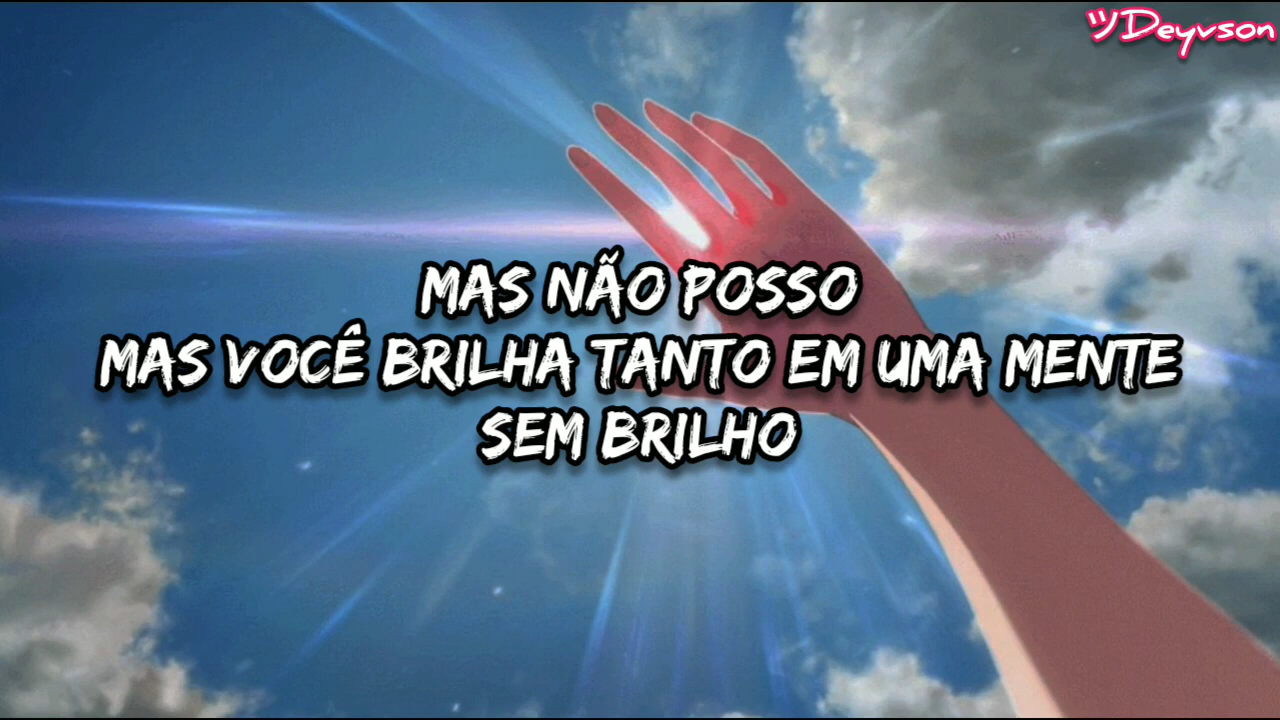 ツDeyvson
MAS NÃO POSSO
MAS VOCÊ BRILHA TANTO EM UMA MENTE
SEM BRILHO